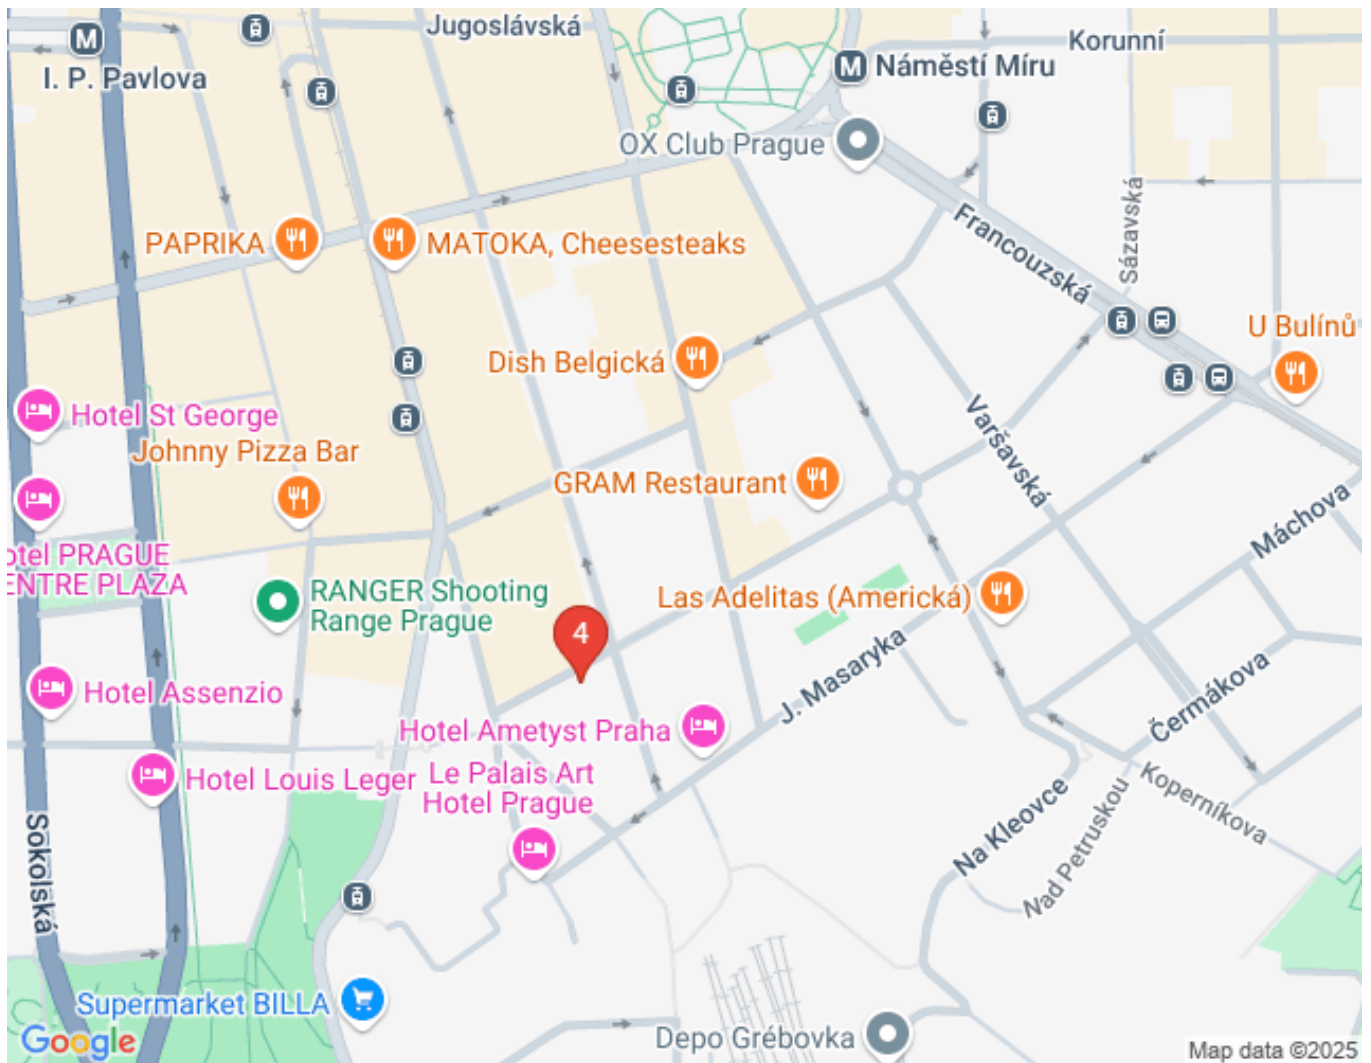 Jugoslávská
Korunní
I. P. Pavlova
Náměstí Míru
OX Club Prague
Sázavská
Francouzská
PAPRIKA
MATOKA, Cheesesteaks
U Bulínů
Dish Belgická
Hotel St George
Johnny Pizza Bar
Varšavská
GRAM Restaurant
Máchova
otel PRAGUE
ENTRE PLAZA
RANGER Shooting
Range Prague
Las Adelitas (Americká)
4
J. Masaryka
Čermákova
Hotel Assenzio
Hotel Ametyst Praha
Hotel Louis Leger
Le Palais Art
Hotel Prague
Koperníkova
Na Kleovce
Nad Petruskou
Sokolská
Supermarket BILLA
Depo Grébovka
Google
Map data ©2025
M
M